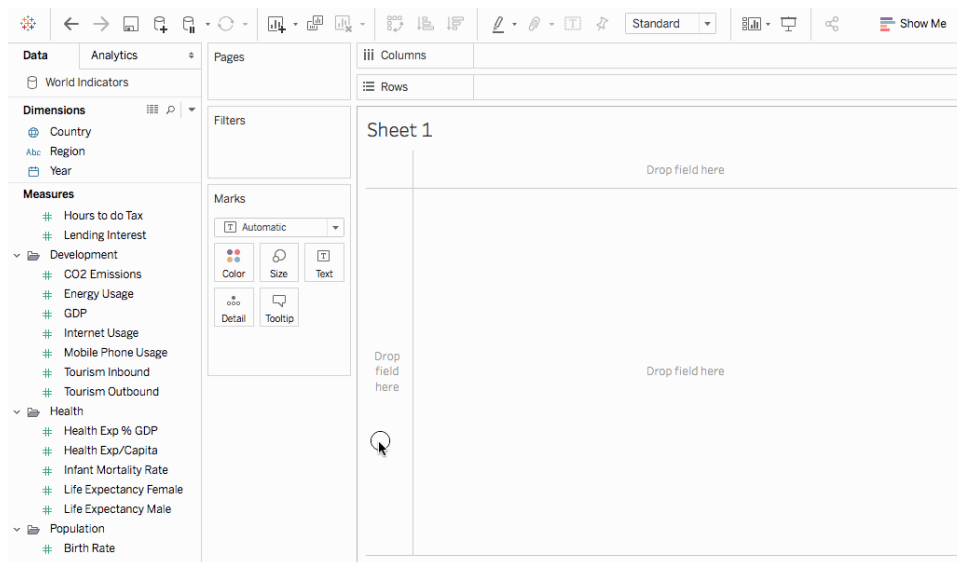 Standard
Show Me
Data
Analytics
World Indicators
Dimensions
Country
Abc Region
Year
Measures
# Hours to do Tax
# Lending Interest
Development
# CO2 Emissions
# Energy Usage
# GDP
# Internet Usage
# Mobile Phone Usage
# Tourism Inbound
# Tourism Outbound
Health
# Health Exp % GDP
# Health Exp/Capita
# Infant Mortality Rate
# Life Expectancy Female
# Life Expectancy Male
Population
# Birth Rate
Pages
Filters
Marks
T Automatic
Color
Size
T
Text
Detail
Tooltip
Columns
Rows
Sheet 1
Drop field here
Drop
field
here
Drop field here